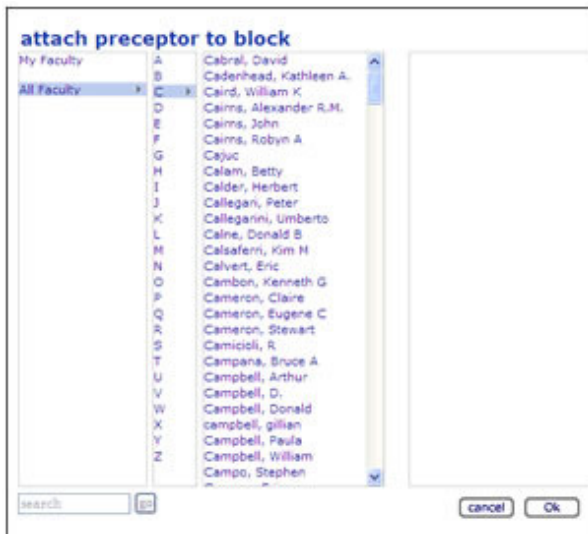 attach preceptor to block
My Faculty
All Faculty
A
B
C
D
E
F
G
H
I
J
K
L
M
N
O
P
Q
R
S
T
U
V
W
X
Y
Z
Cabral, David
Cadenhead, Kathleen A.
Caird, William K
Cairns, Alexander R.M.
Cairns, John
Cairns, Robyn A
Cajuc
Calam, Betty
Calder, Herbert
Callegari, Peter
Callegarini, Umberto
Calne, Donald B
Calsaferri, Kim M
Calvert, Eric
Cambon, Kenneth G
Cameron, Claire
Cameron, Eugene C
Cameron, Stewart
Camicioli, R
Campana, Bruce A
Campbell, Arthur
Campbell, D.
Campbell, Donald
campbell, gillian
Campbell, Paula
Campbell, William
Campo, Stephen
search
go
cancel
Ok